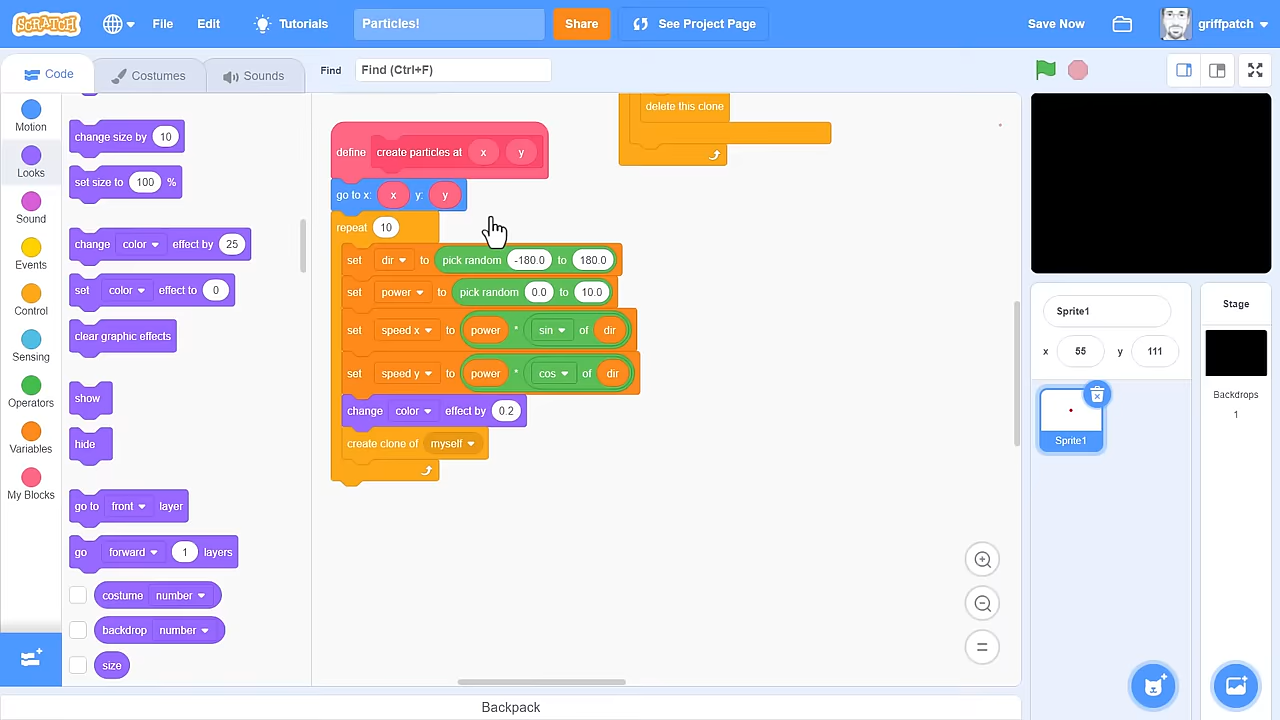 SCRATCH File Edit Tutorials Particles! Share See Project Page Save Now griffpatch
Code Costumes Sounds Find Find (Ctrl+F)
Motion
Looks
Sound
Events
Control
Sensing
Operators
Variables
My Blocks
change size by 10
set size to 100 %
change color effect by 25
set color effect to 0
clear graphic effects
show
hide
go to front layer
go forward 1 layers
costume number
backdrop number
size
define create particles at x y
go to x: x y: y
repeat 10
set dir to pick random -180.0 to 180.0
set power to pick random 0.0 to 10.0
set speed x to power * sin of dir
set speed y to power * cos of dir
change color effect by 0.2
create clone of myself
delete this clone
Sprite1
x 55 y 111
Sprite1
Stage
Backdrops
1
Backpack